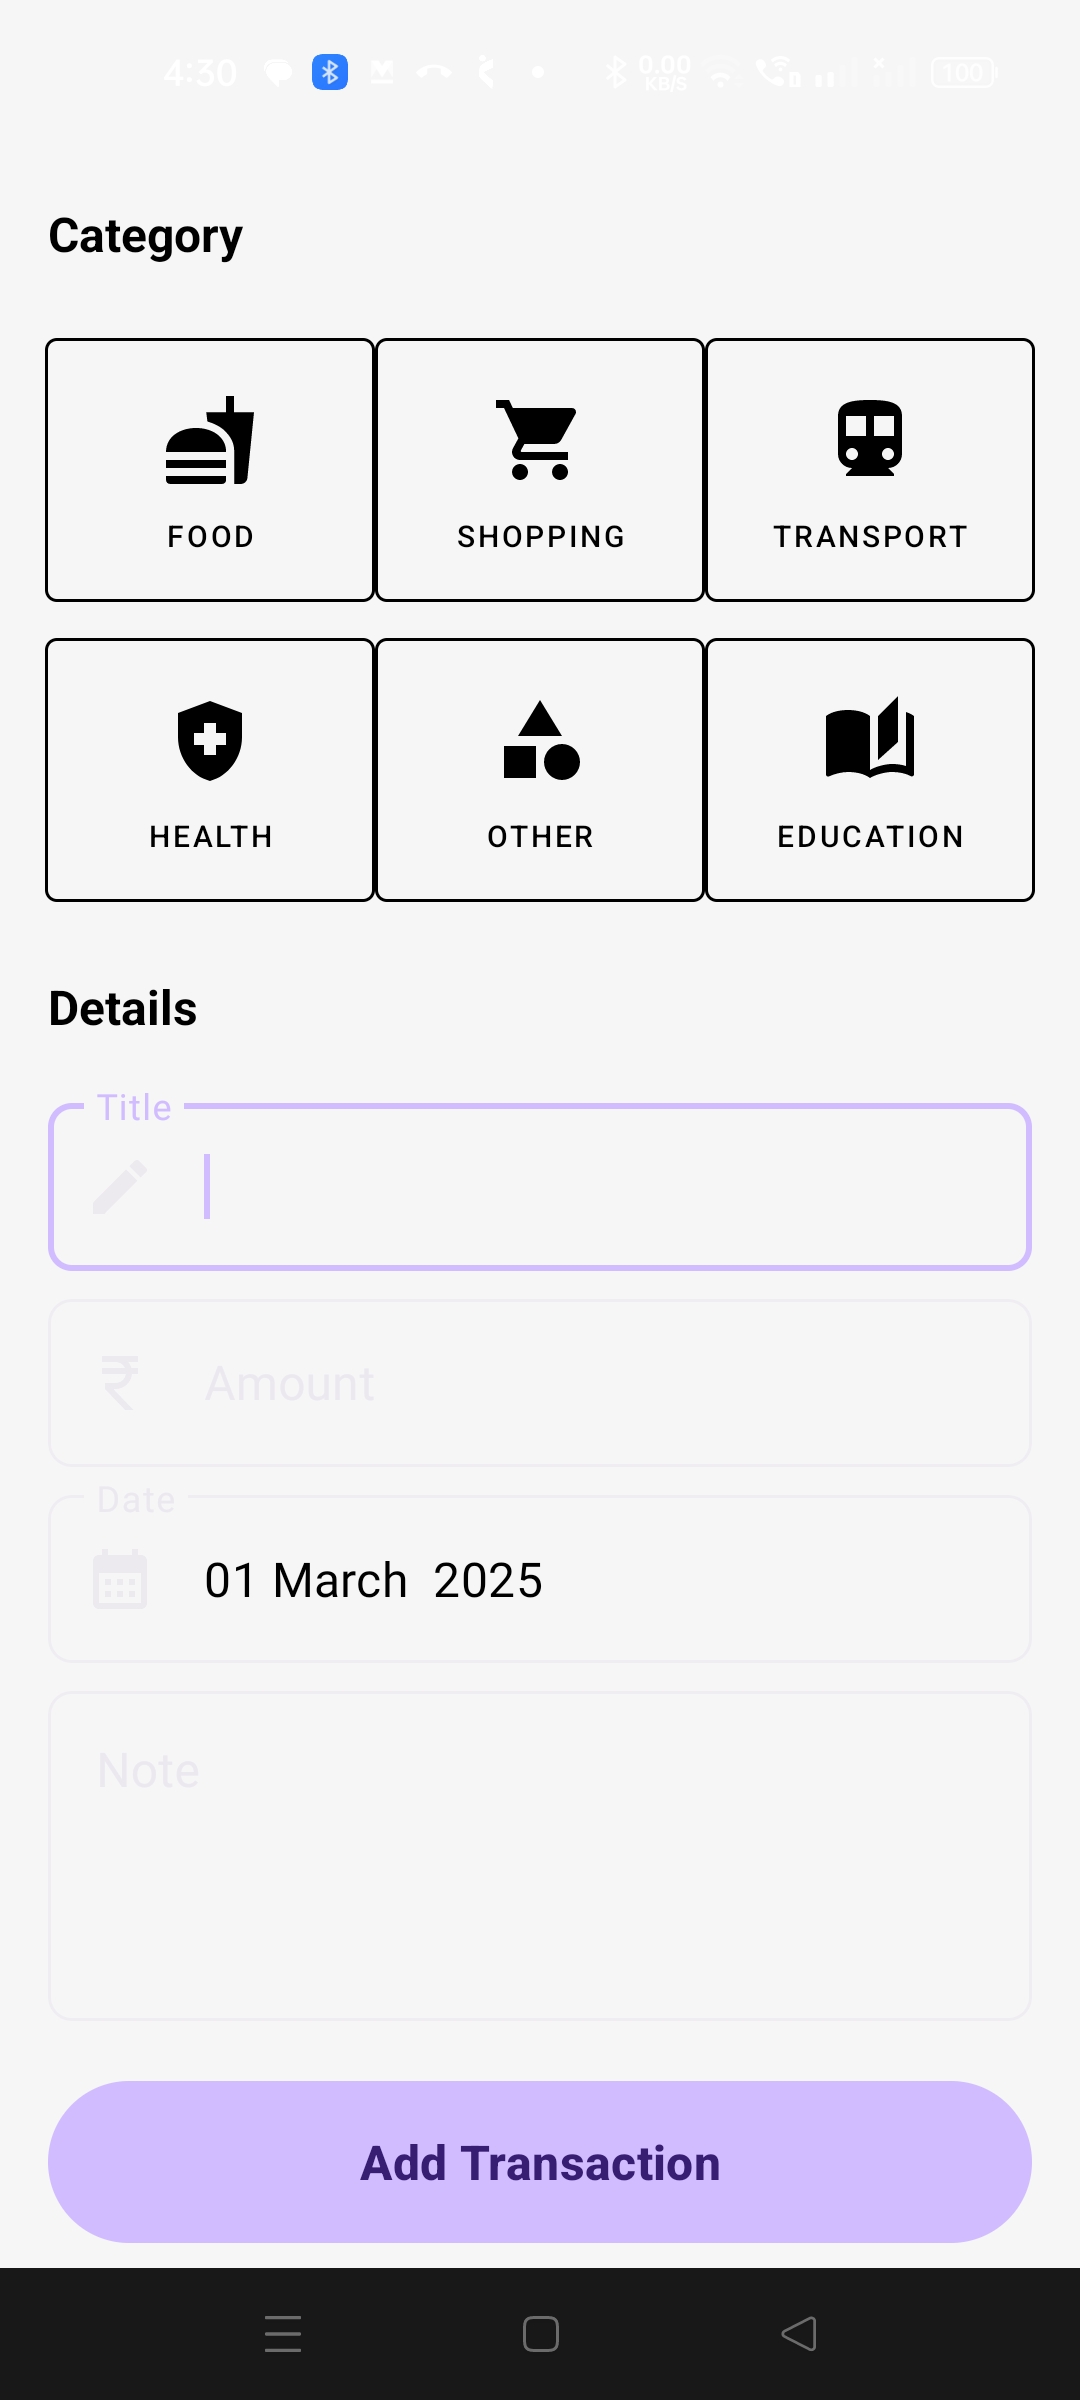 4:30 0.00 KB/S 100
Category
FOOD SHOPPING TRANSPORT
HEALTH OTHER EDUCATION
Details
Title
₹ Amount
Date
01 March  2025
Note
Add Transaction